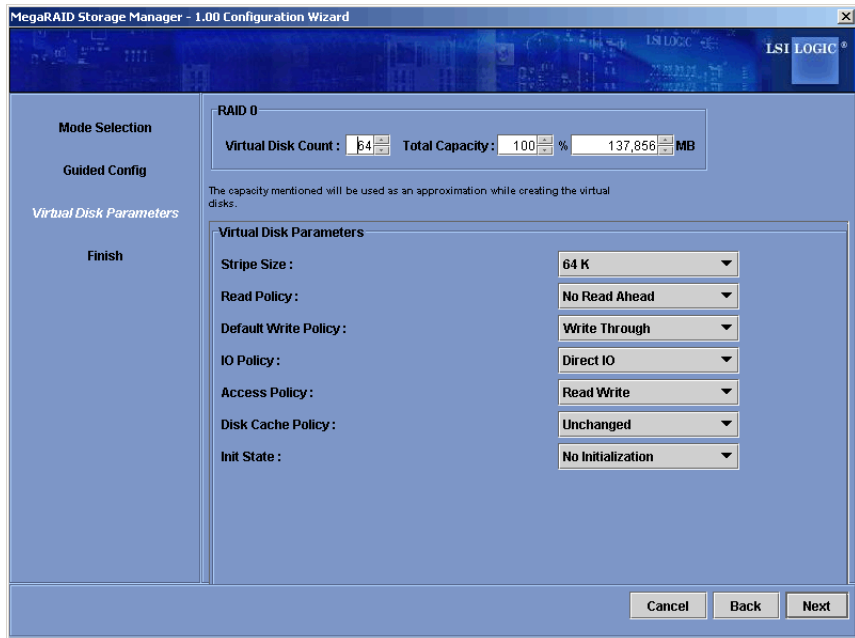 MegaRAID Storage Manager - 1.00 Configuration Wizard
LSI LOGIC
LSI LOGIC ®
Mode Selection
Guided Config
Virtual Disk Parameters
Finish
RAID 0
Virtual Disk Count : 64 Total Capacity : 100 % 137,856 MB
The capacity mentioned will be used as an approximation while creating the virtual
disks.
Virtual Disk Parameters
Stripe Size : 64 K
Read Policy : No Read Ahead
Default Write Policy : Write Through
IO Policy : Direct IO
Access Policy : Read Write
Disk Cache Policy : Unchanged
Init State : No Initialization
Cancel Back Next